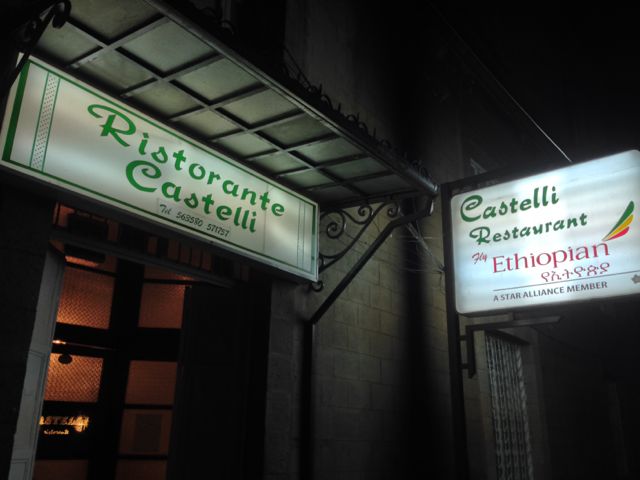 Ristorante
Castelli
Tel. 563580 571757
Castelli
Restaurant
Fly Ethiopian
የኢትዮጵያ
A STAR ALLIANCE MEMBER